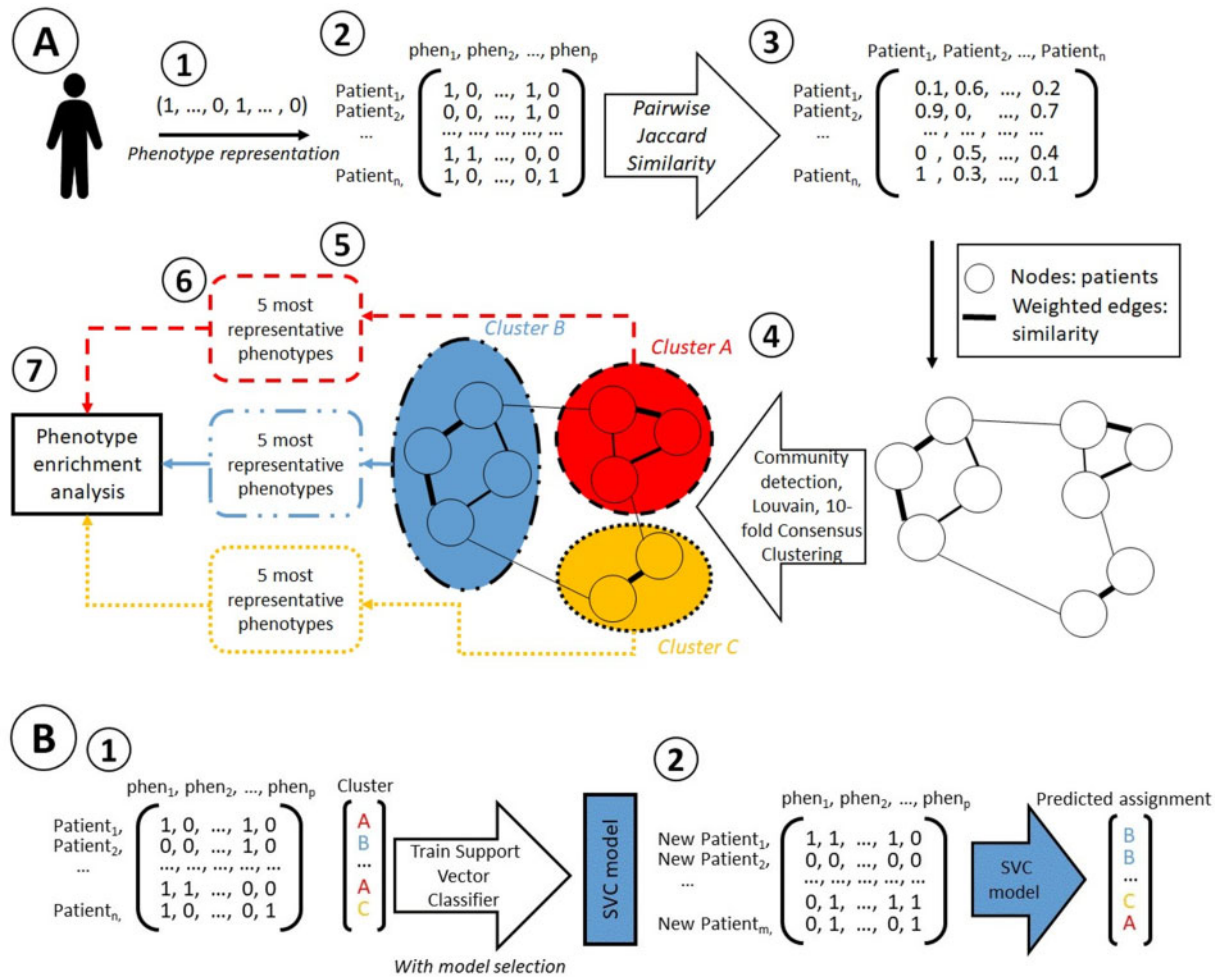 A
1
(1, ..., 0, 1, ... , 0)
Phenotype representation
2
phen1, phen2, ..., phenp
Patient1,
Patient2,
...
Patientn,
1, 0, ..., 1, 0
0, 0, ..., 1, 0
..., ..., ..., ..., ...
1, 1, ..., 0, 0
1, 0, ..., 0, 1
Pairwise
Jaccard
Similarity
3
Patient1, Patient2, ..., Patientn
Patient1,
Patient2,
...
Patientn,
0.1, 0.6, ..., 0.2
0.9, 0, ..., 0.7
... , ... , ..., ...
0 , 0.5, ..., 0.4
1 , 0.3, ..., 0.1
Nodes: patients
Weighted edges:
similarity
4
Community
detection,
Louvain, 10-
fold Consensus
Clustering
Cluster A
Cluster B
Cluster C
5
6
5 most
representative
phenotypes
5 most
representative
phenotypes
5 most
representative
phenotypes
7
Phenotype
enrichment
analysis
B
1
phen1, phen2, ..., phenp
Patient1,
Patient2,
...
Patientn,
1, 0, ..., 1, 0
0, 0, ..., 1, 0
..., ..., ..., ..., ...
1, 1, ..., 0, 0
1, 0, ..., 0, 1
Cluster
A
B
...
A
C
Train Support
Vector
Classifier
With model selection
SVC model
2
phen1, phen2, ..., phenp
New Patient1,
New Patient2,
...
New Patientm,
1, 1, ..., 1, 0
0, 0, ..., 0, 0
..., ..., ..., ..., ...
0, 1, ..., 1, 1
0, 1, ..., 0, 1
SVC
model
Predicted assignment
B
B
...
C
A